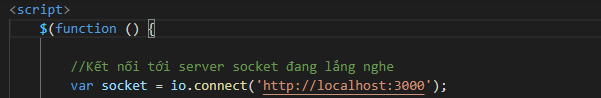 <script>
$(function () {
//Kết nối tới server socket đang lắng nghe
var socket = io.connect('http://localhost:3000');